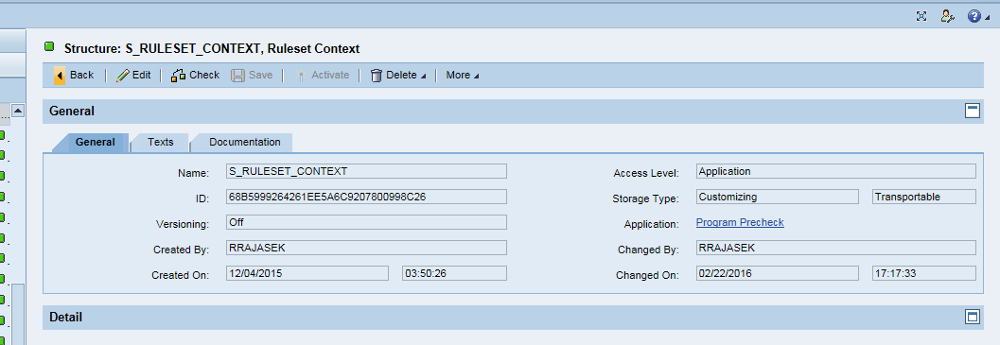 Structure: S_RULESET_CONTEXT, Ruleset Context
Back Edit Check Save Activate Delete More
General
General Texts Documentation
Name: S_RULESET_CONTEXT Access Level: Application
ID: 68B5999264261EE5A6C9207800998C26 Storage Type: Customizing Transportable
Versioning: Off Application: Program Precheck
Created By: RRAJASEK Changed By: RRAJASEK
Created On: 12/04/2015 03:50:26 Changed On: 02/22/2016 17:17:33
Detail